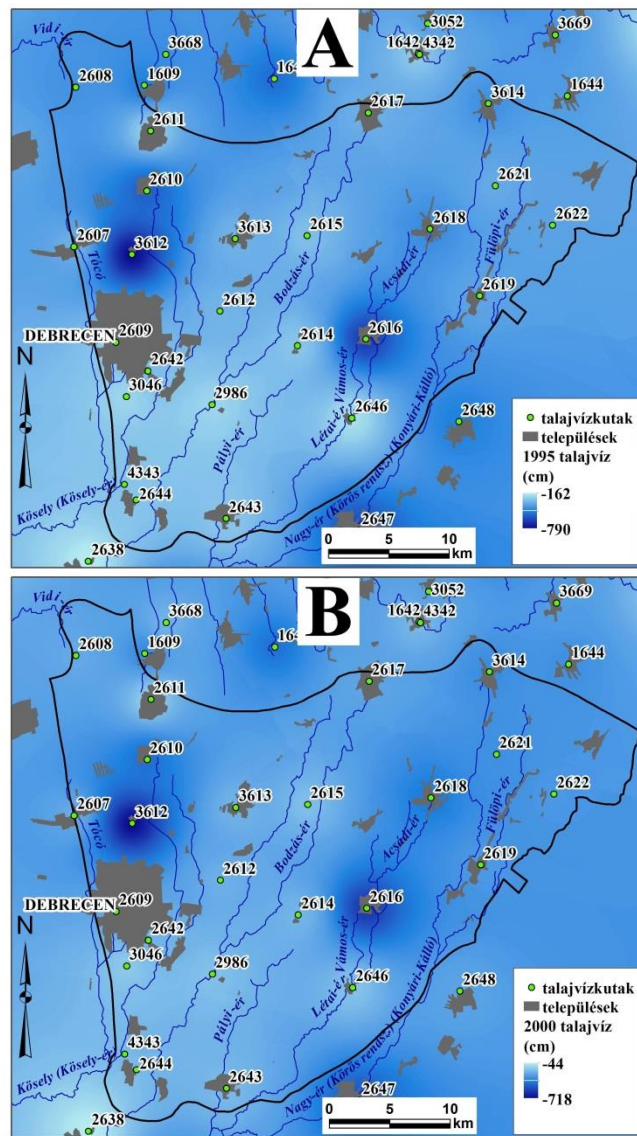 A
Vidi-ér
3052
3668
1642 4342
3669
2608
1609
164
1644
2617
3614
2611
2610
2621
2607
3612
3613
2615
2618
2622
Tócó
Bodzás-ér
Acsádi-ér
Fülöpi-ér
2612
2619
DEBRECEN
2609
2614
2616
N
2642
3046
2986
Vámos-ér
2646
2648
Létai-ér
Pályi-ér
4343
2644
Kösely (Kösely-ér)
2643
Nagy-ér (Körös rendsz.) (Konyári-Kálló)
2647
2638
0 5 10
km
talajvízkutak
települések
1995 talajvíz
(cm)
-162
-790
B
Vidi-ér
3052
3668
1642 4342
3669
2608
1609
164
1644
2617
3614
2611
2610
2621
2607
3612
3613
2615
2618
2622
Tócó
Bodzás-ér
Acsádi-ér
Fülöpi-ér
2612
2619
DEBRECEN
2609
2614
2616
N
2642
3046
2986
Vámos-ér
2646
2648
Létai-ér
Pályi-ér
4343
2644
Kösely (Kösely-ér)
2643
Nagy-ér (Körös rendsz.) (Konyári-Kálló)
2647
2638
0 5 10
km
talajvízkutak
települések
2000 talajvíz
(cm)
-44
-718